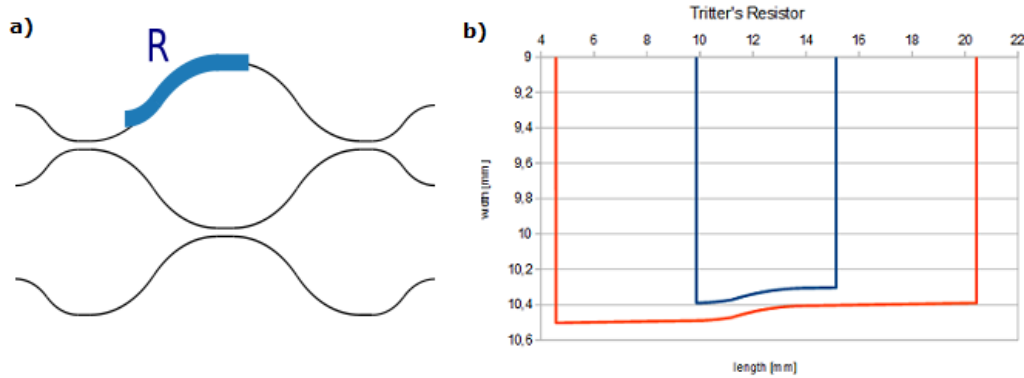 a)
R
b)
Tritter's Resistor
4 6 8 10 12 14 16 18 20 22
9
9,2
9,4
9,6
9,8
10
10,2
10,4
10,6
width [mm]
length [mm]